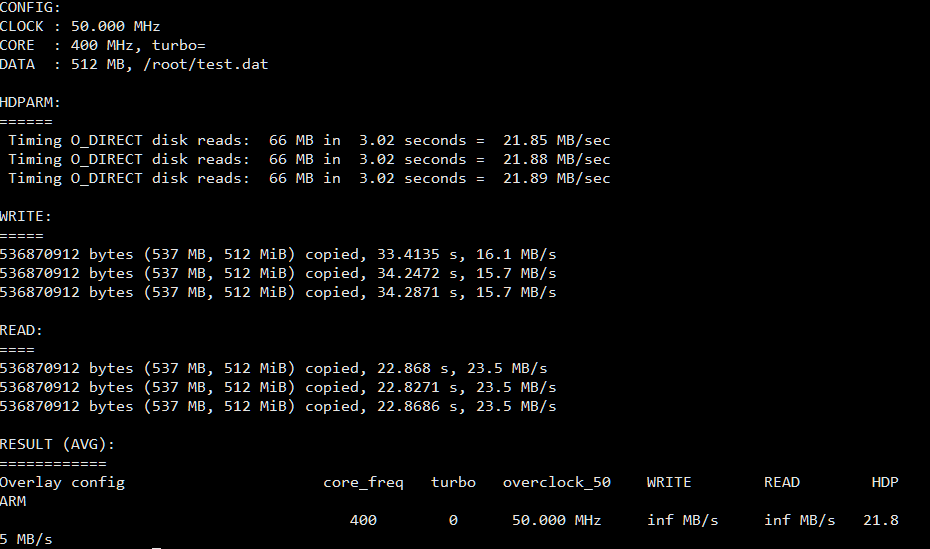 CONFIG:
CLOCK : 50.000 MHz
CORE  : 400 MHz, turbo=
DATA  : 512 MB, /root/test.dat
HDPARM:
======
 Timing O_DIRECT disk reads:  66 MB in  3.02 seconds =  21.85 MB/sec
 Timing O_DIRECT disk reads:  66 MB in  3.02 seconds =  21.88 MB/sec
 Timing O_DIRECT disk reads:  66 MB in  3.02 seconds =  21.89 MB/sec
WRITE:
=====
536870912 bytes (537 MB, 512 MiB) copied, 33.4135 s, 16.1 MB/s
536870912 bytes (537 MB, 512 MiB) copied, 34.2472 s, 15.7 MB/s
536870912 bytes (537 MB, 512 MiB) copied, 34.2871 s, 15.7 MB/s
READ:
====
536870912 bytes (537 MB, 512 MiB) copied, 22.868 s, 23.5 MB/s
536870912 bytes (537 MB, 512 MiB) copied, 22.8271 s, 23.5 MB/s
536870912 bytes (537 MB, 512 MiB) copied, 22.8686 s, 23.5 MB/s
RESULT (AVG):
============
Overlay config                      core_freq   turbo   overclock_50    WRITE        READ        HDP
ARM
                                       400        0      50.000 MHz     inf MB/s     inf MB/s   21.8
5 MB/s